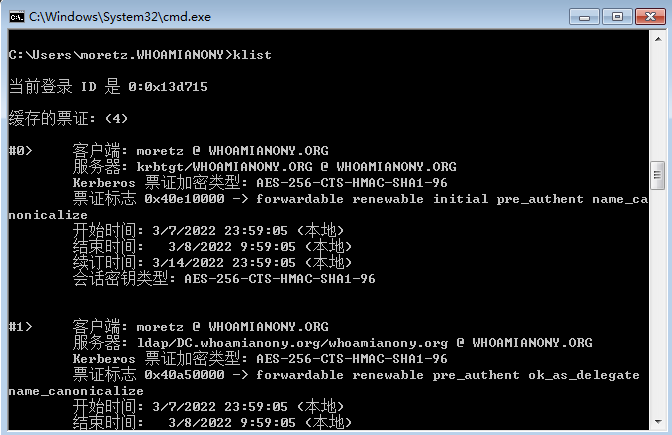 C:\Windows\System32\cmd.exe
C:\Users\moretz.WHOAMIANONY>klist
当前登录 ID 是 0:0x13d715
缓存的票证: (4)
#0> 客户端: moretz @ WHOAMIANONY.ORG
服务器: krbtgt/WHOAMIANONY.ORG @ WHOAMIANONY.ORG
Kerberos 票证加密类型: AES-256-CTS-HMAC-SHA1-96
票证标志 0x40e10000 -> forwardable renewable initial pre_authent name_ca
nonicalize
开始时间: 3/7/2022 23:59:05 (本地)
结束时间: 3/8/2022 9:59:05 (本地)
续订时间: 3/14/2022 23:59:05 (本地)
会话密钥类型: AES-256-CTS-HMAC-SHA1-96
#1> 客户端: moretz @ WHOAMIANONY.ORG
服务器: ldap/DC.whoamianony.org/whoamianony.org @ WHOAMIANONY.ORG
Kerberos 票证加密类型: AES-256-CTS-HMAC-SHA1-96
票证标志 0x40a50000 -> forwardable renewable pre_authent ok_as_delegate
name_canonicalize
开始时间: 3/7/2022 23:59:05 (本地)
结束时间: 3/8/2022 9:59:05 (本地)